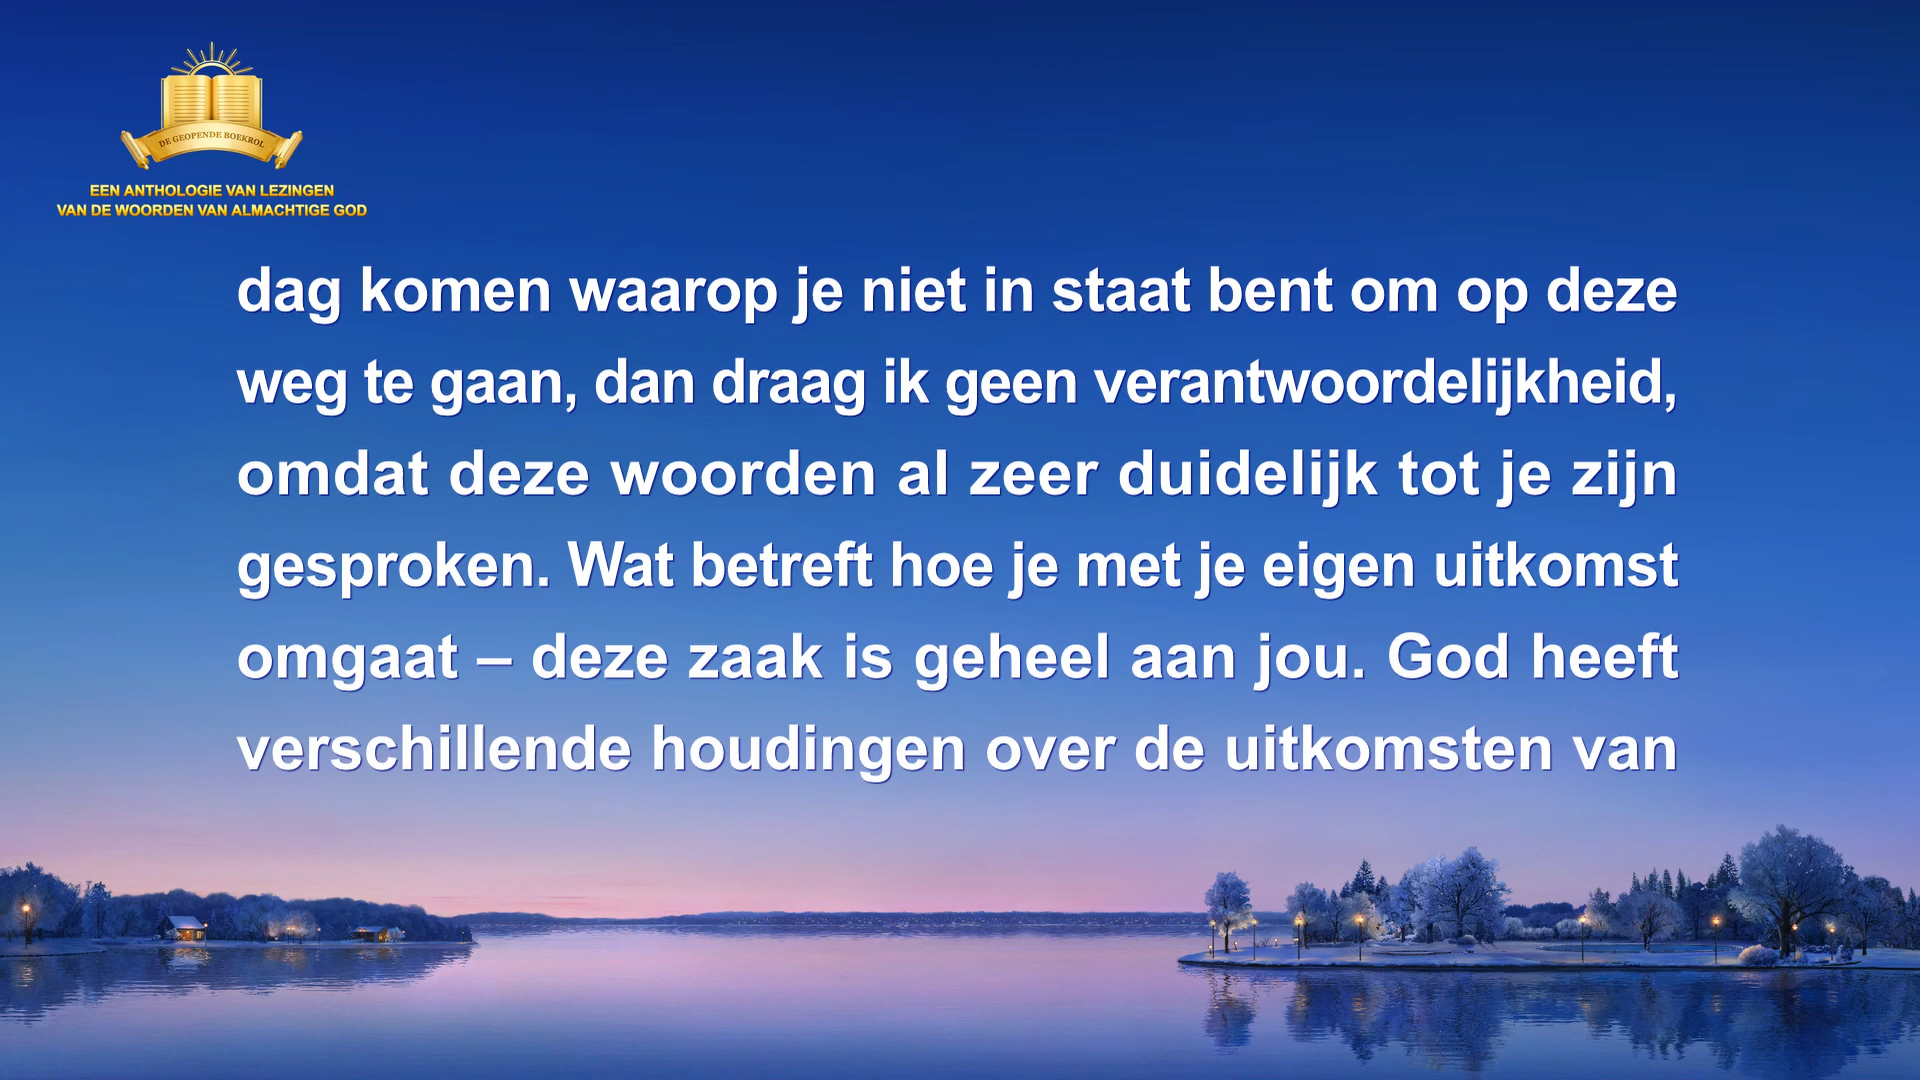 DE GEOPENDE BOEKROL
EEN ANTHOLOGIE VAN LEZINGEN
VAN DE WOORDEN VAN ALMACHTIGE GOD
dag komen waarop je niet in staat bent om op deze
weg te gaan, dan draag ik geen verantwoordelijkheid,
omdat deze woorden al zeer duidelijk tot je zijn
gesproken. Wat betreft hoe je met je eigen uitkomst
omgaat – deze zaak is geheel aan jou. God heeft
verschillende houdingen over de uitkomsten van